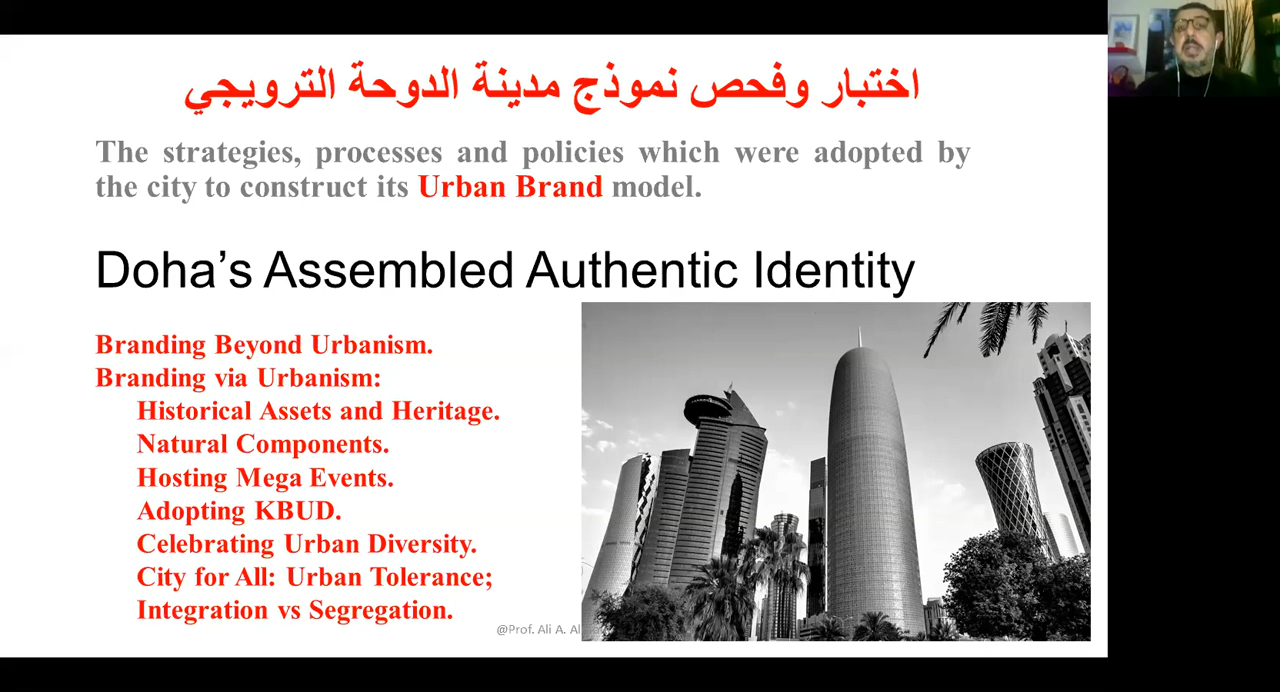 اختبار وفحص نموذج مدينة الدوحة الترويجي
The strategies, processes and policies which were adopted by
the city to construct its Urban Brand model.
Doha’s Assembled Authentic Identity
Branding Beyond Urbanism.
Branding via Urbanism:
Historical Assets and Heritage.
Natural Components.
Hosting Mega Events.
Adopting KBUD.
Celebrating Urban Diversity.
City for All: Urban Tolerance;
Integration vs Segregation.
@Prof. Ali A.